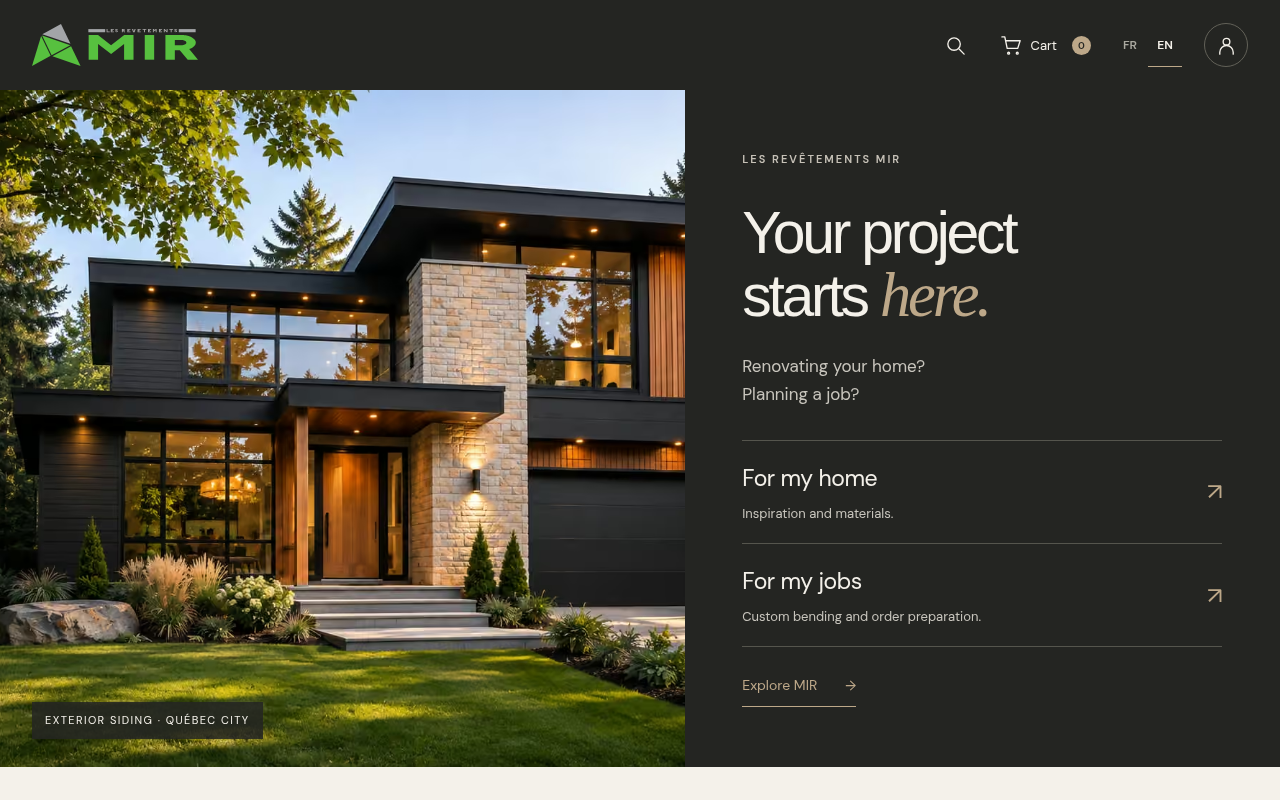 LES REVÊTEMENTS
MIR
Cart 0 FR EN
LES REVÊTEMENTS MIR
Your project
starts here.
Renovating your home?
Planning a job?
For my home
Inspiration and materials.
For my jobs
Custom bending and order preparation.
Explore MIR
EXTERIOR SIDING · QUÉBEC CITY